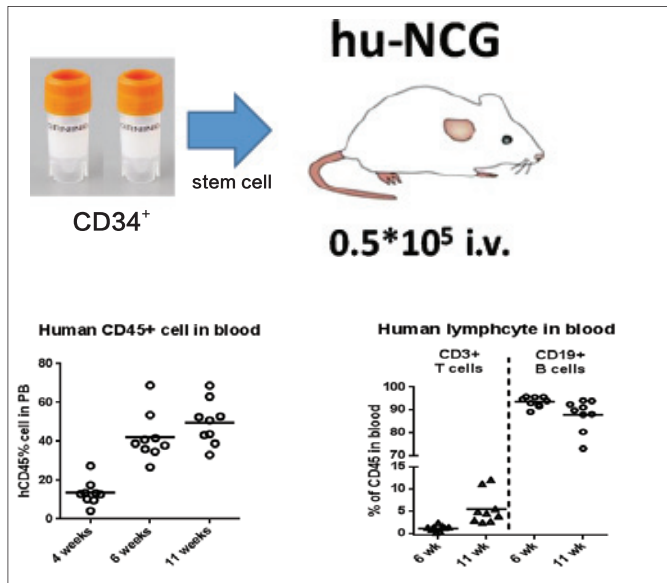 hu-NCG
stem cell
CD34⁺
0.5*10⁵ i.v.
Human CD45+ cell in blood
hCD45% cell in PB
80
60
40
20
0
4 weeks
6 weeks
11 weeks
Human lymphcyte in blood
CD3+
T cells
CD19+
B cells
% of CD45 in blood
100
90
80
70
15
10
5
0
6 wk
11 wk
6 wk
11 wk